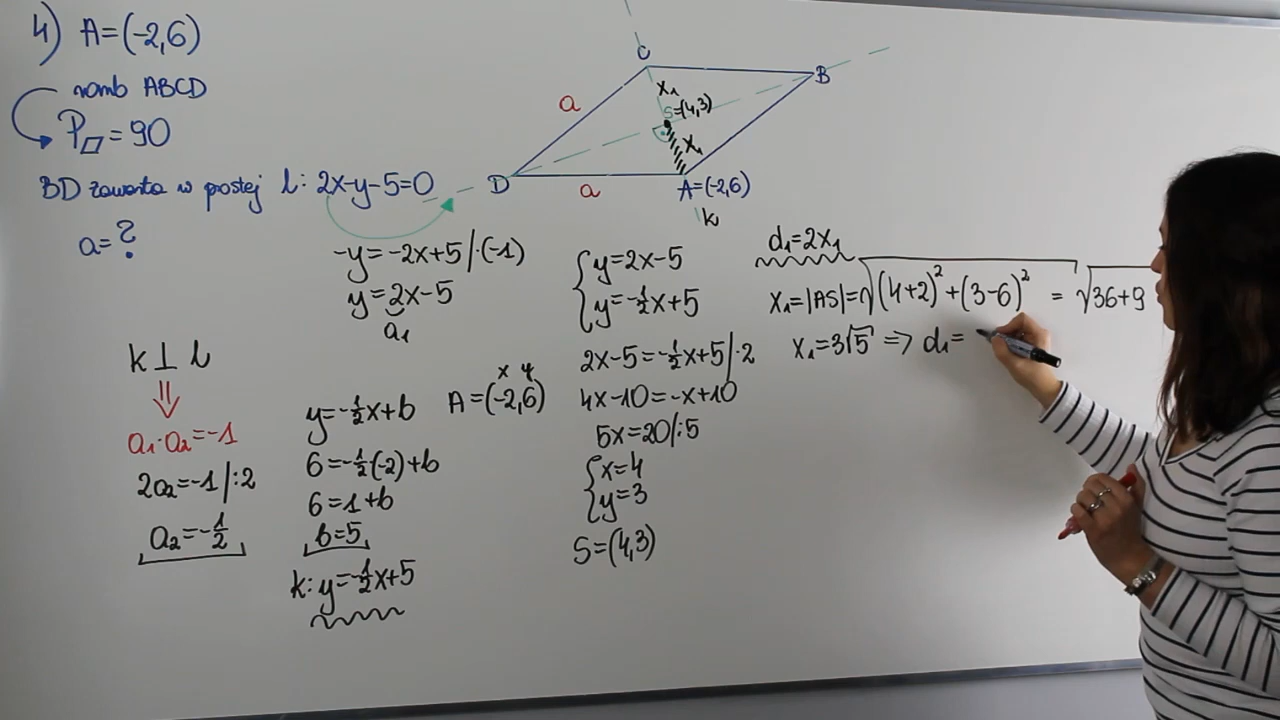 4) A=(-2,6)
romb ABCD
P▱=90
BD zawarta w prostej l: 2x-y-5=0
a=?
C
B
a
x₁
S=(4,3)
x₁
D
a
A=(-2,6)
k
-y=-2x+5/·(-1)
y=2x-5
a₁
k⊥l
⇓
a₁·a₂=-1
2a₂=-1/:2
a₂=-1/2
y=-1/2x+b
x y
A=(-2,6)
6=-1/2(-2)+b
6=1+b
b=5
k: y=-1/2x+5
{y=2x-5
{y=-1/2x+5
2x-5=-1/2x+5/·2
4x-10=-x+10
5x=20/:5
{x=4
{y=3
S=(4,3)
d₁=2x₁
x₁=|AS|=√(4+2)²+(3-6)² = √36+9
x₁=3√5 => d₁=